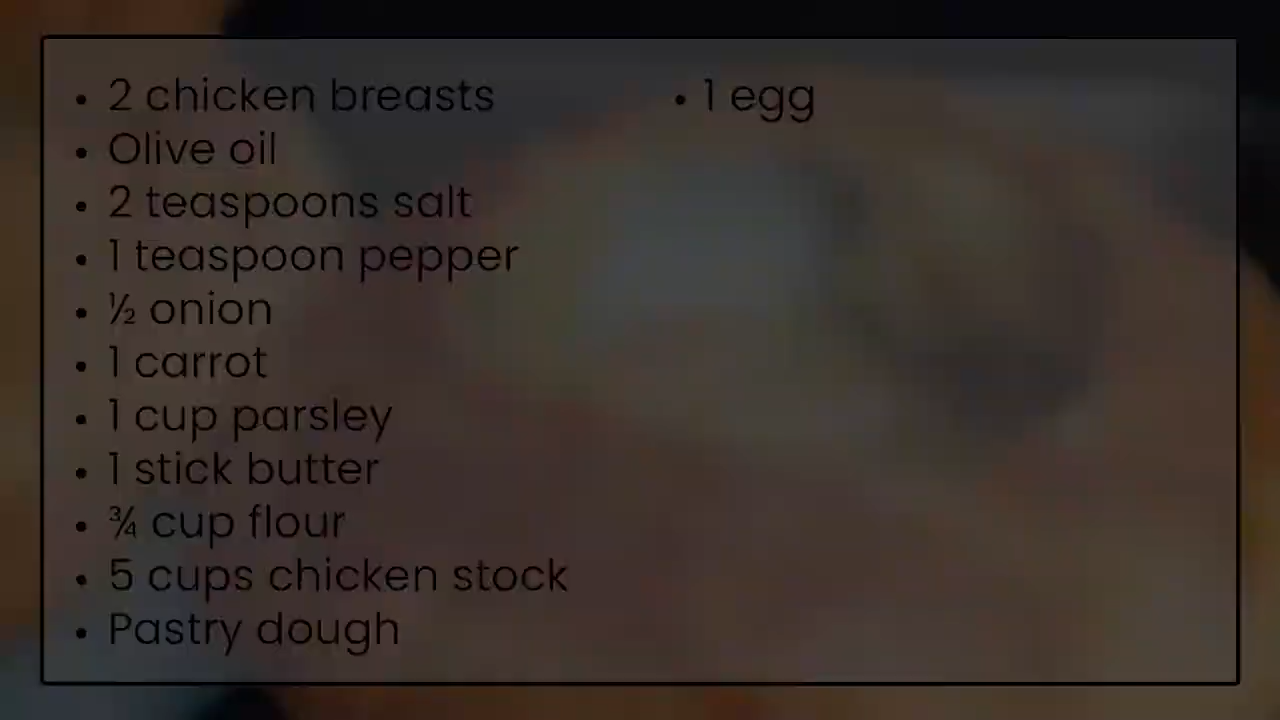 • 2 chicken breasts
• Olive oil
• 2 teaspoons salt
• 1 teaspoon pepper
• ½ onion
• 1 carrot
• 1 cup parsley
• 1 stick butter
• ¾ cup flour
• 5 cups chicken stock
• Pastry dough
• 1 egg